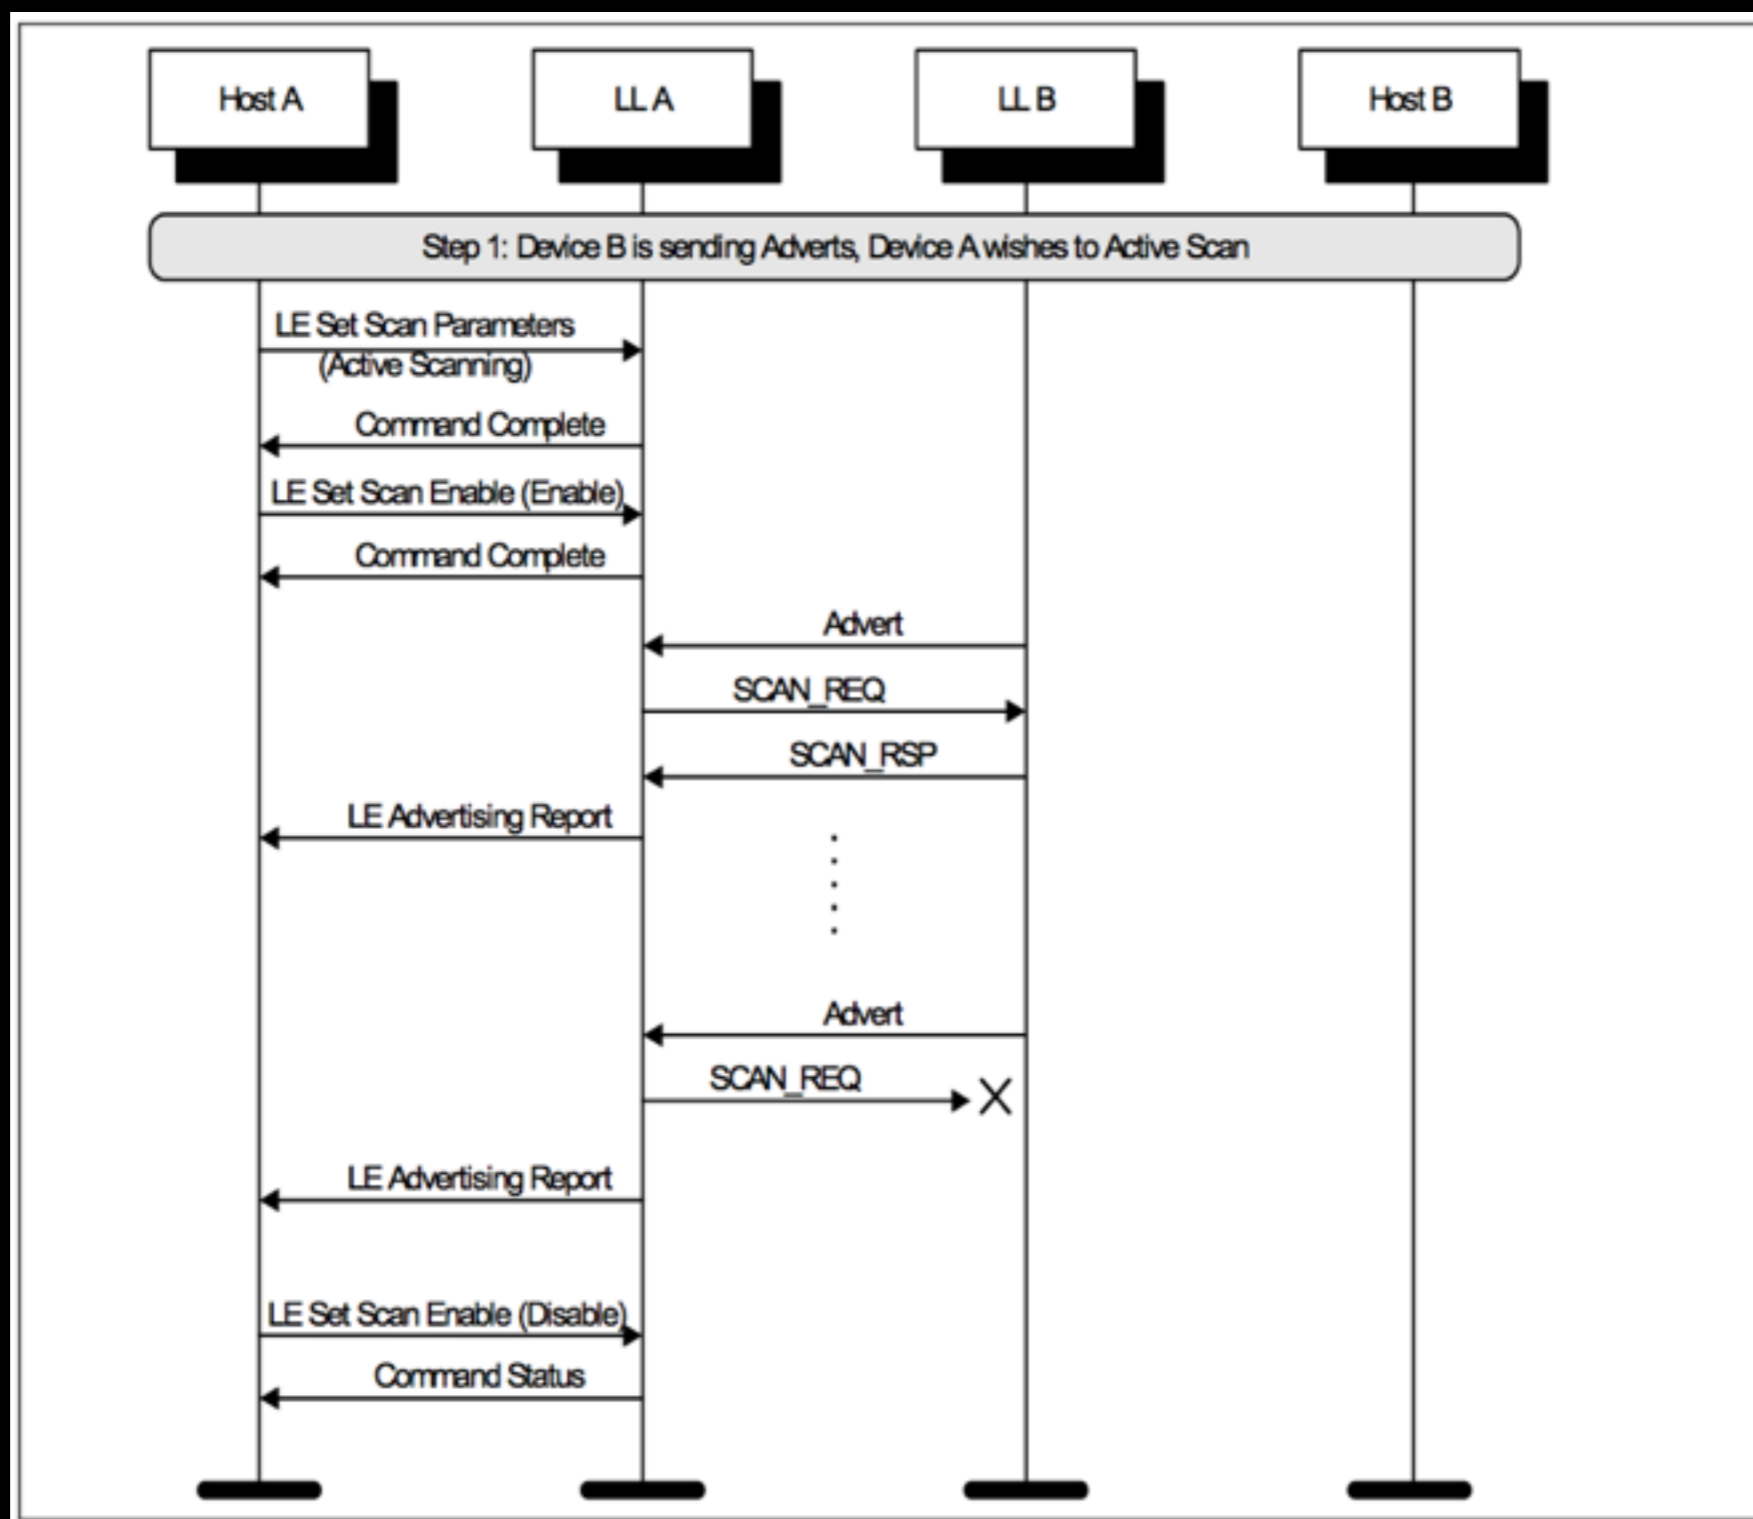 Host A
LL A
LL B
Host B
Step 1: Device B is sending Adverts, Device A wishes to Active Scan
LE Set Scan Parameters
(Active Scanning)
Command Complete
LE Set Scan Enable (Enable)
Command Complete
Advert
SCAN_REQ
SCAN_RSP
LE Advertising Report
Advert
SCAN_REQ
LE Advertising Report
LE Set Scan Enable (Disable)
Command Status